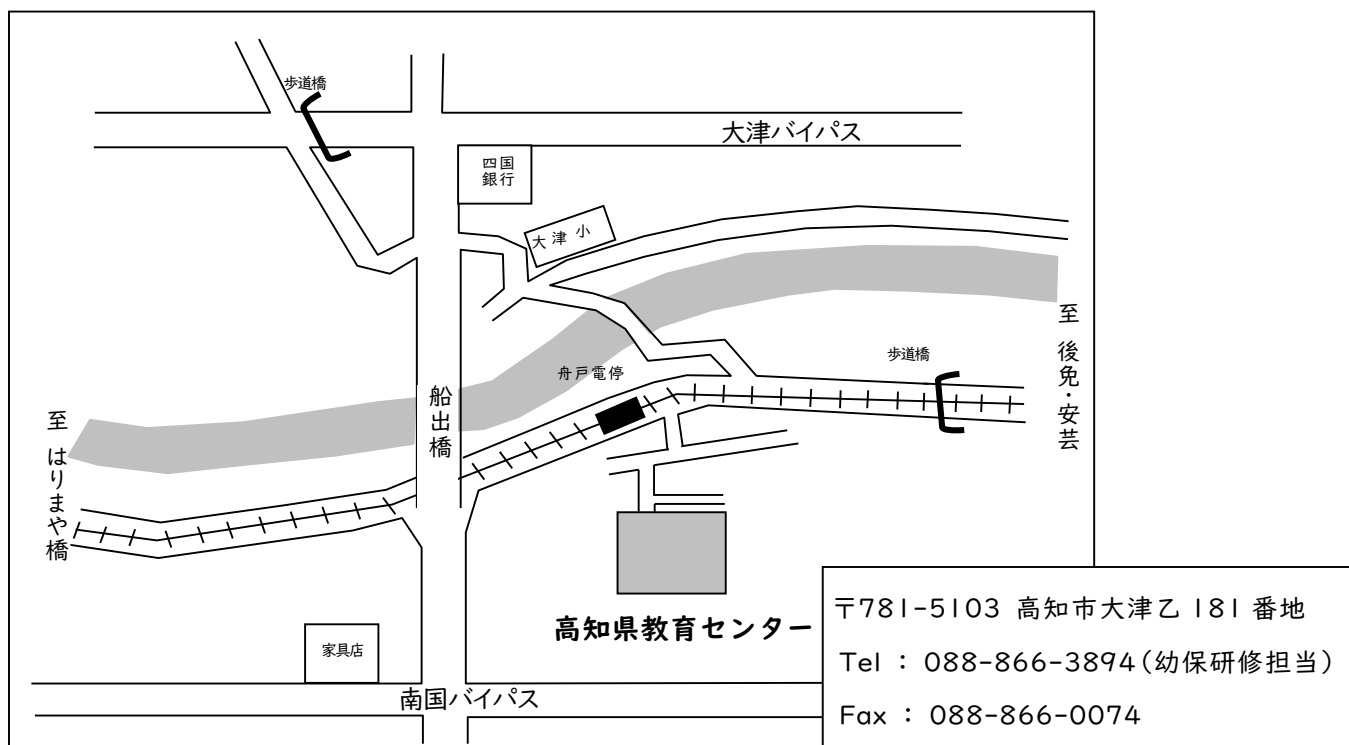 歩道橋
大津バイパス
四国
銀行
大津小
至 後免・安芸
歩道橋
舟戸電停
船出橋
至 はりまや橋
高知県教育センター
家具店
南国バイパス
〒781-5103 高知市大津乙181番地
Tel : 088-866-3894(幼保研修担当)
Fax : 088-866-0074